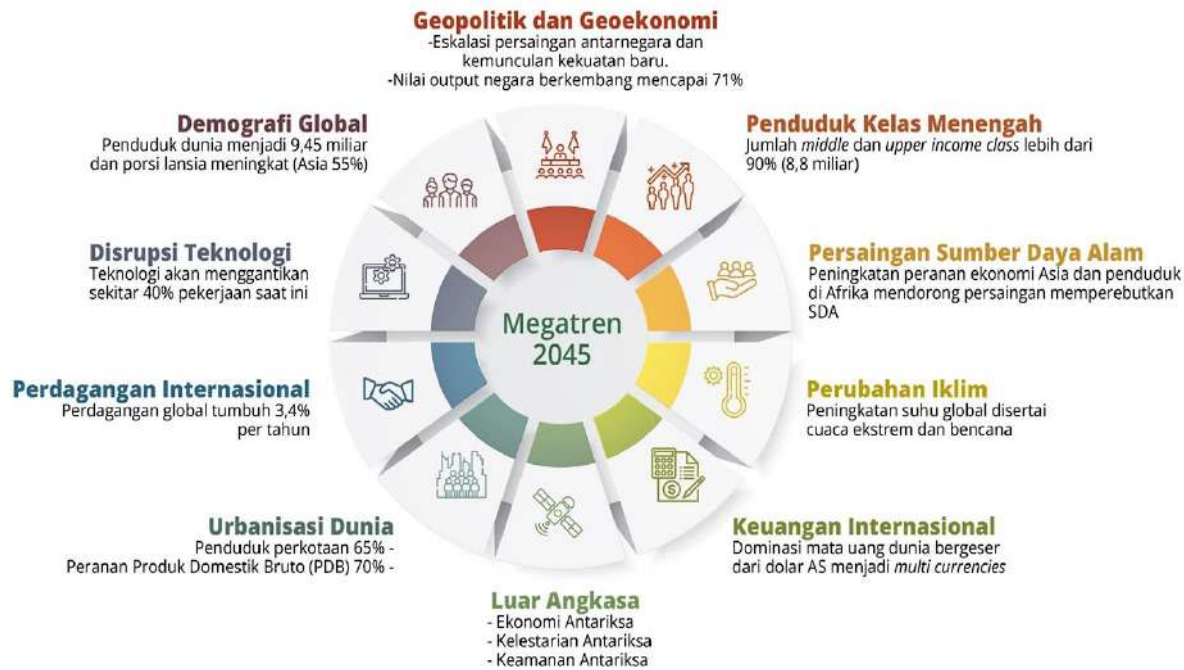 Geopolitik dan Geoekonomi
-Eskalasi persaingan antarnegara dan
kemunculan kekuatan baru.
-Nilai output negara berkembang mencapai 71%
Penduduk Kelas Menengah
Jumlah middle dan upper income class lebih dari
90% (8,8 miliar)
Persaingan Sumber Daya Alam
Peningkatan peranan ekonomi Asia dan penduduk
di Afrika mendorong persaingan memperebutkan
SDA
Perubahan Iklim
Peningkatan suhu global disertai
cuaca ekstrem dan bencana
Keuangan Internasional
Dominasi mata uang dunia bergeser
dari dolar AS menjadi multi currencies
Luar Angkasa
- Ekonomi Antariksa
- Kelestarian Antariksa
- Keamanan Antariksa
Urbanisasi Dunia
Penduduk perkotaan 65% -
Peranan Produk Domestik Bruto (PDB) 70% -
Perdagangan Internasional
Perdagangan global tumbuh 3,4%
per tahun
Disrupsi Teknologi
Teknologi akan menggantikan
sekitar 40% pekerjaan saat ini
Demografi Global
Penduduk dunia menjadi 9,45 miliar
dan porsi lansia meningkat (Asia 55%)
Megatren
2045